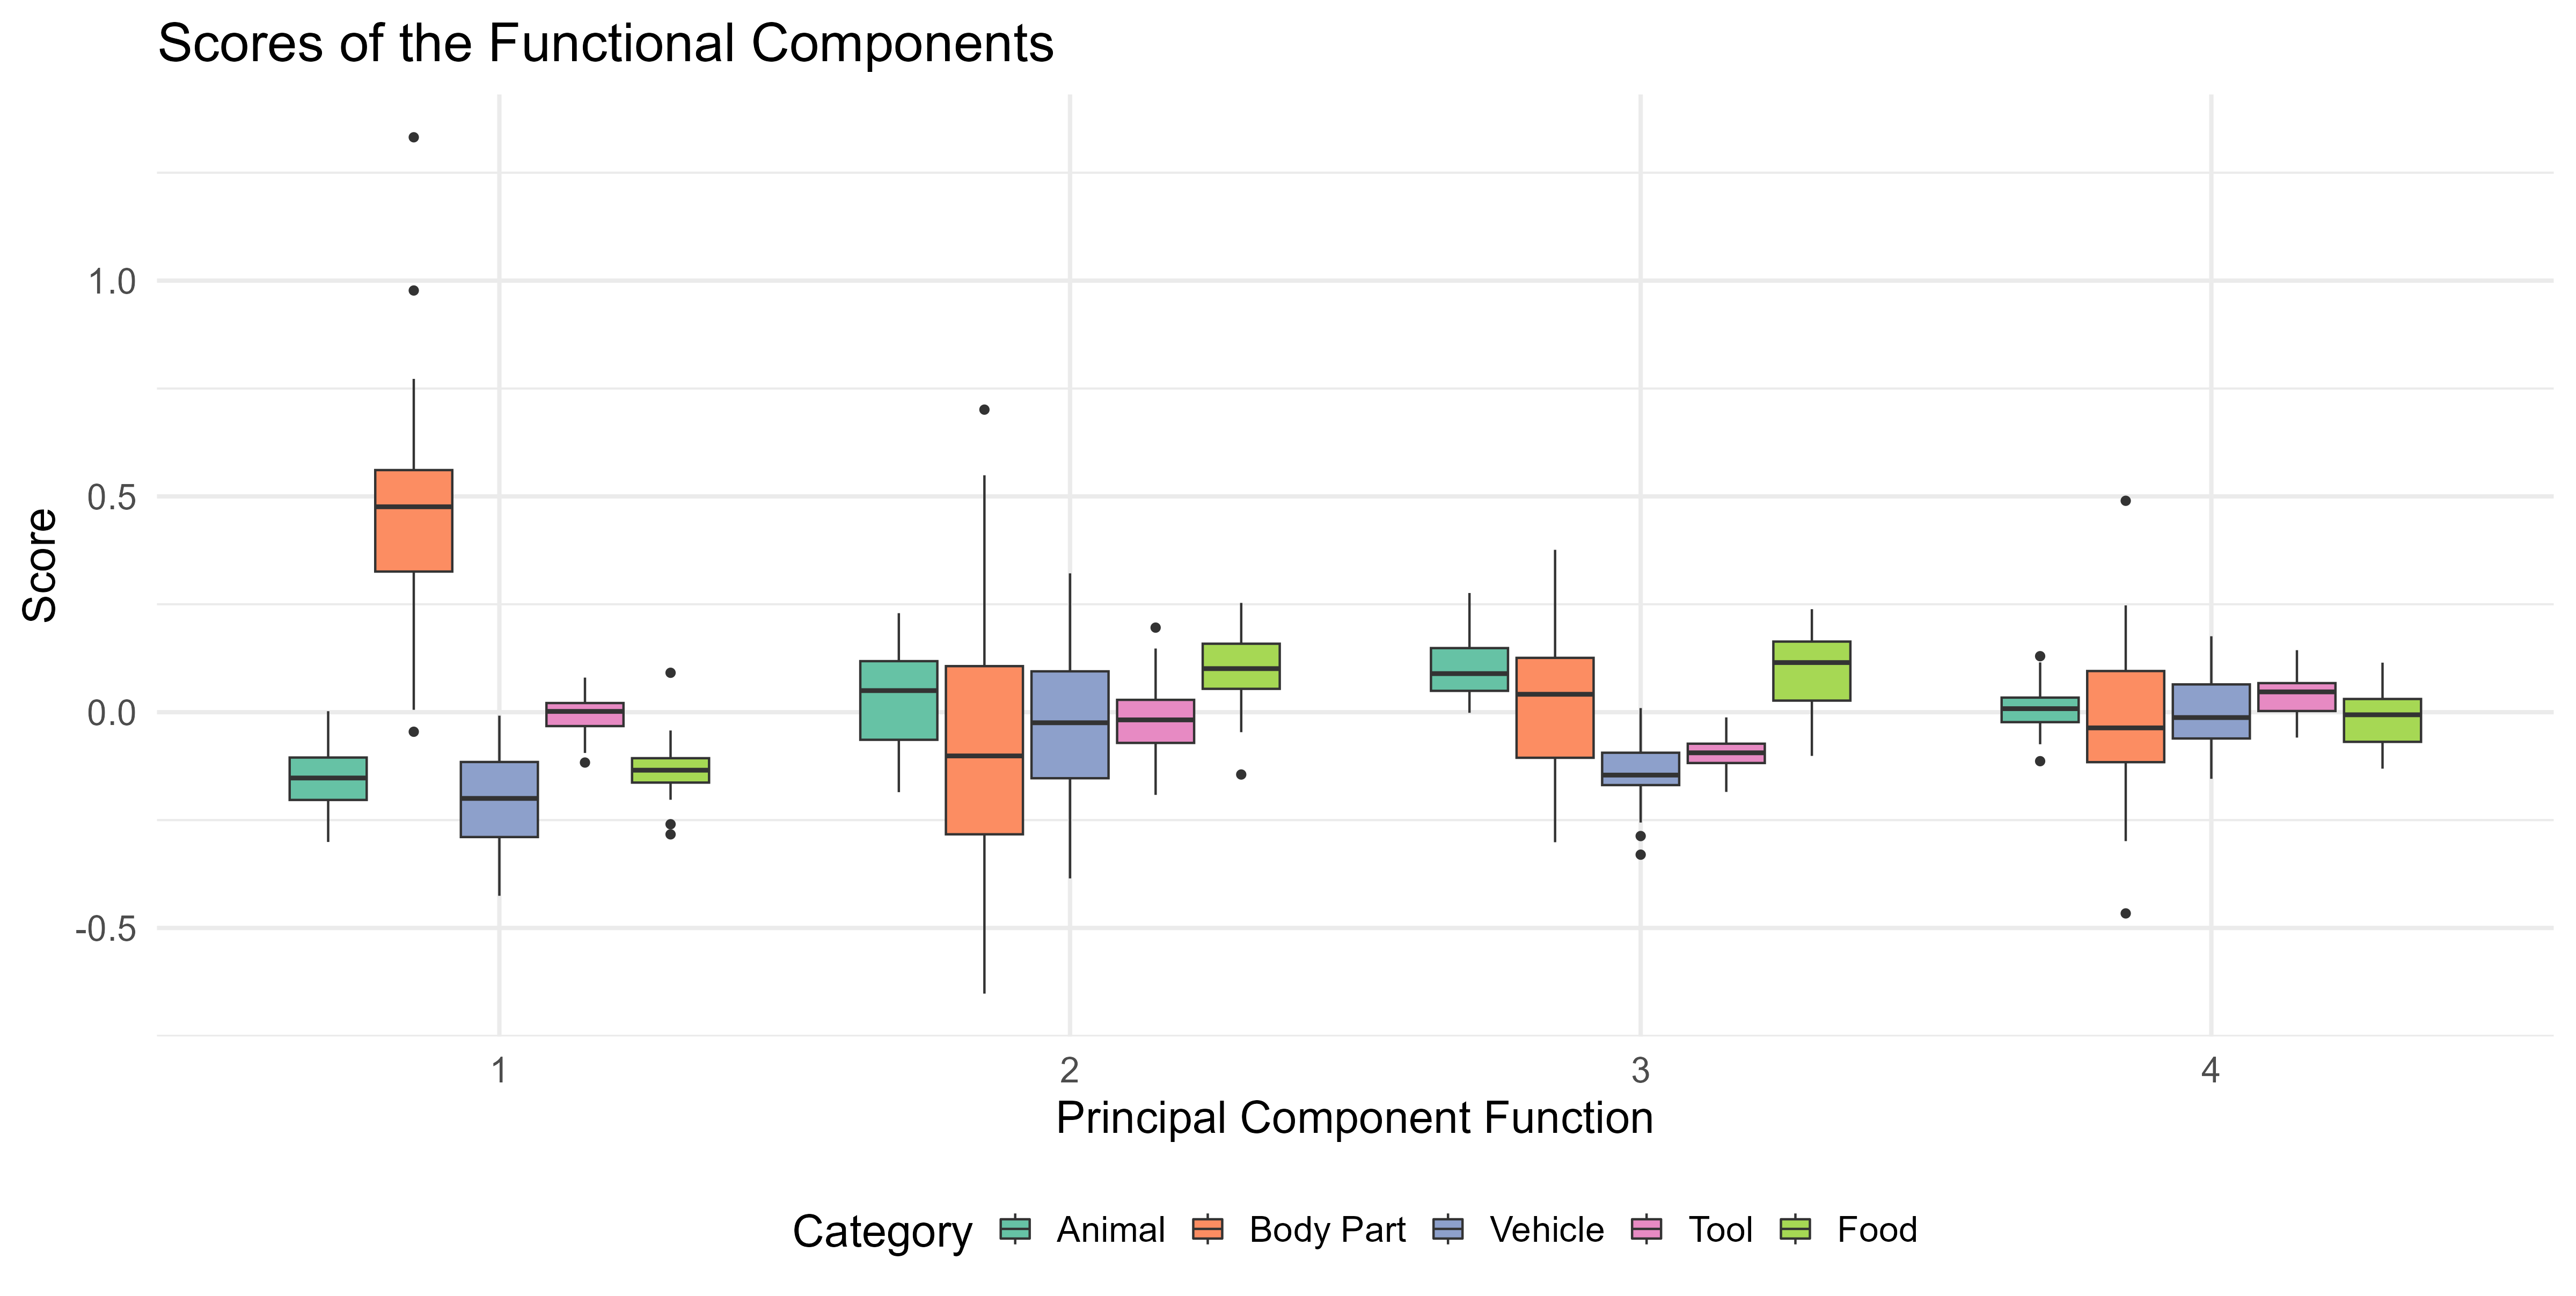 Scores of the Functional Components
1.0
0.5
0.0
-0.5
Score
1 2 3 4
Principal Component Function
Category Animal Body Part Vehicle Tool Food